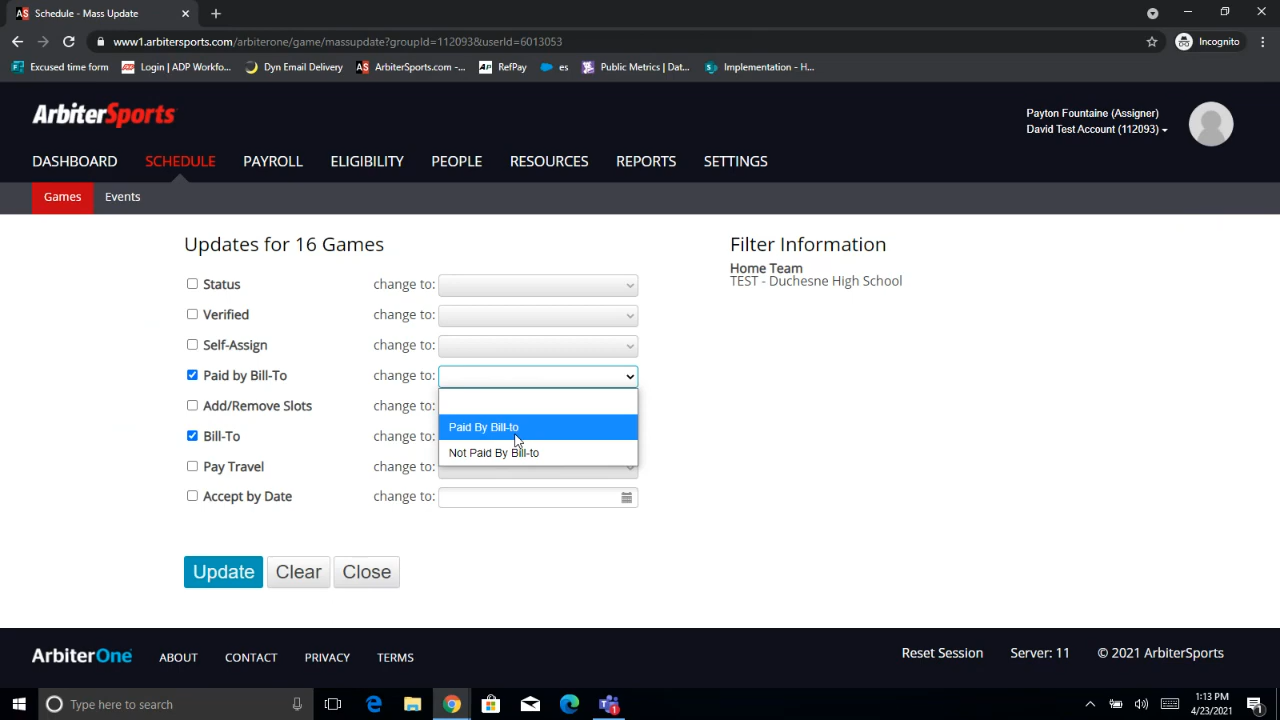 AS Schedule - Mass Update
www1.arbitersports.com/arbiterone/game/massupdate?groupId=112093&userId=6013053
Incognito
Excused time form
Login | ADP Workfo...
Dyn Email Delivery
AS ArbiterSports.com -...
AP RefPay
es
Public Metrics | Dat...
Implementation - H...
ArbiterSports
Payton Fountaine (Assigner)
David Test Account (112093)
DASHBOARD SCHEDULE PAYROLL ELIGIBILITY PEOPLE RESOURCES REPORTS SETTINGS
Games Events
Updates for 16 Games
Filter Information
Home Team
TEST - Duchesne High School
Status change to:
Verified change to:
Self-Assign change to:
Paid by Bill-To change to:
Add/Remove Slots change to:
Paid By Bill-to
Bill-To change to:
Not Paid By Bill-to
Pay Travel change to:
Accept by Date change to:
Update Clear Close
ArbiterOne ABOUT CONTACT PRIVACY TERMS
Reset Session Server: 11 © 2021 ArbiterSports
Type here to search
1:13 PM
4/23/2021